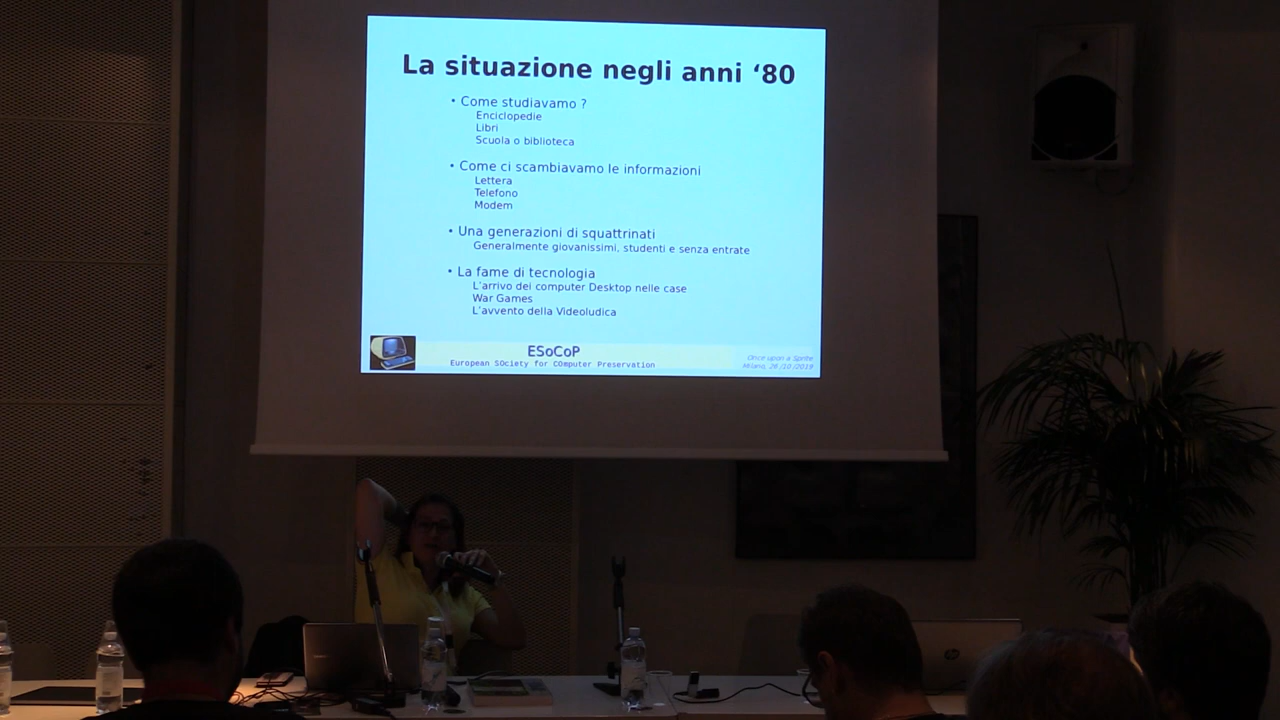 La situazione negli anni ‘80
• Come studiavamo ?
Enciclopedie
Libri
Scuola o biblioteca
• Come ci scambiavamo le informazioni
Lettera
Telefono
Modem
• Una generazioni di squattrinati
Generalmente giovanissimi, studenti e senza entrate
• La fame di tecnologia
L’arrivo dei computer Desktop nelle case
War Games
L’avvento della Videoludica
ESoCoP
European SOciety for COmputer Preservation
Once upon a Sprite
Milano, 26/10/2019
hp